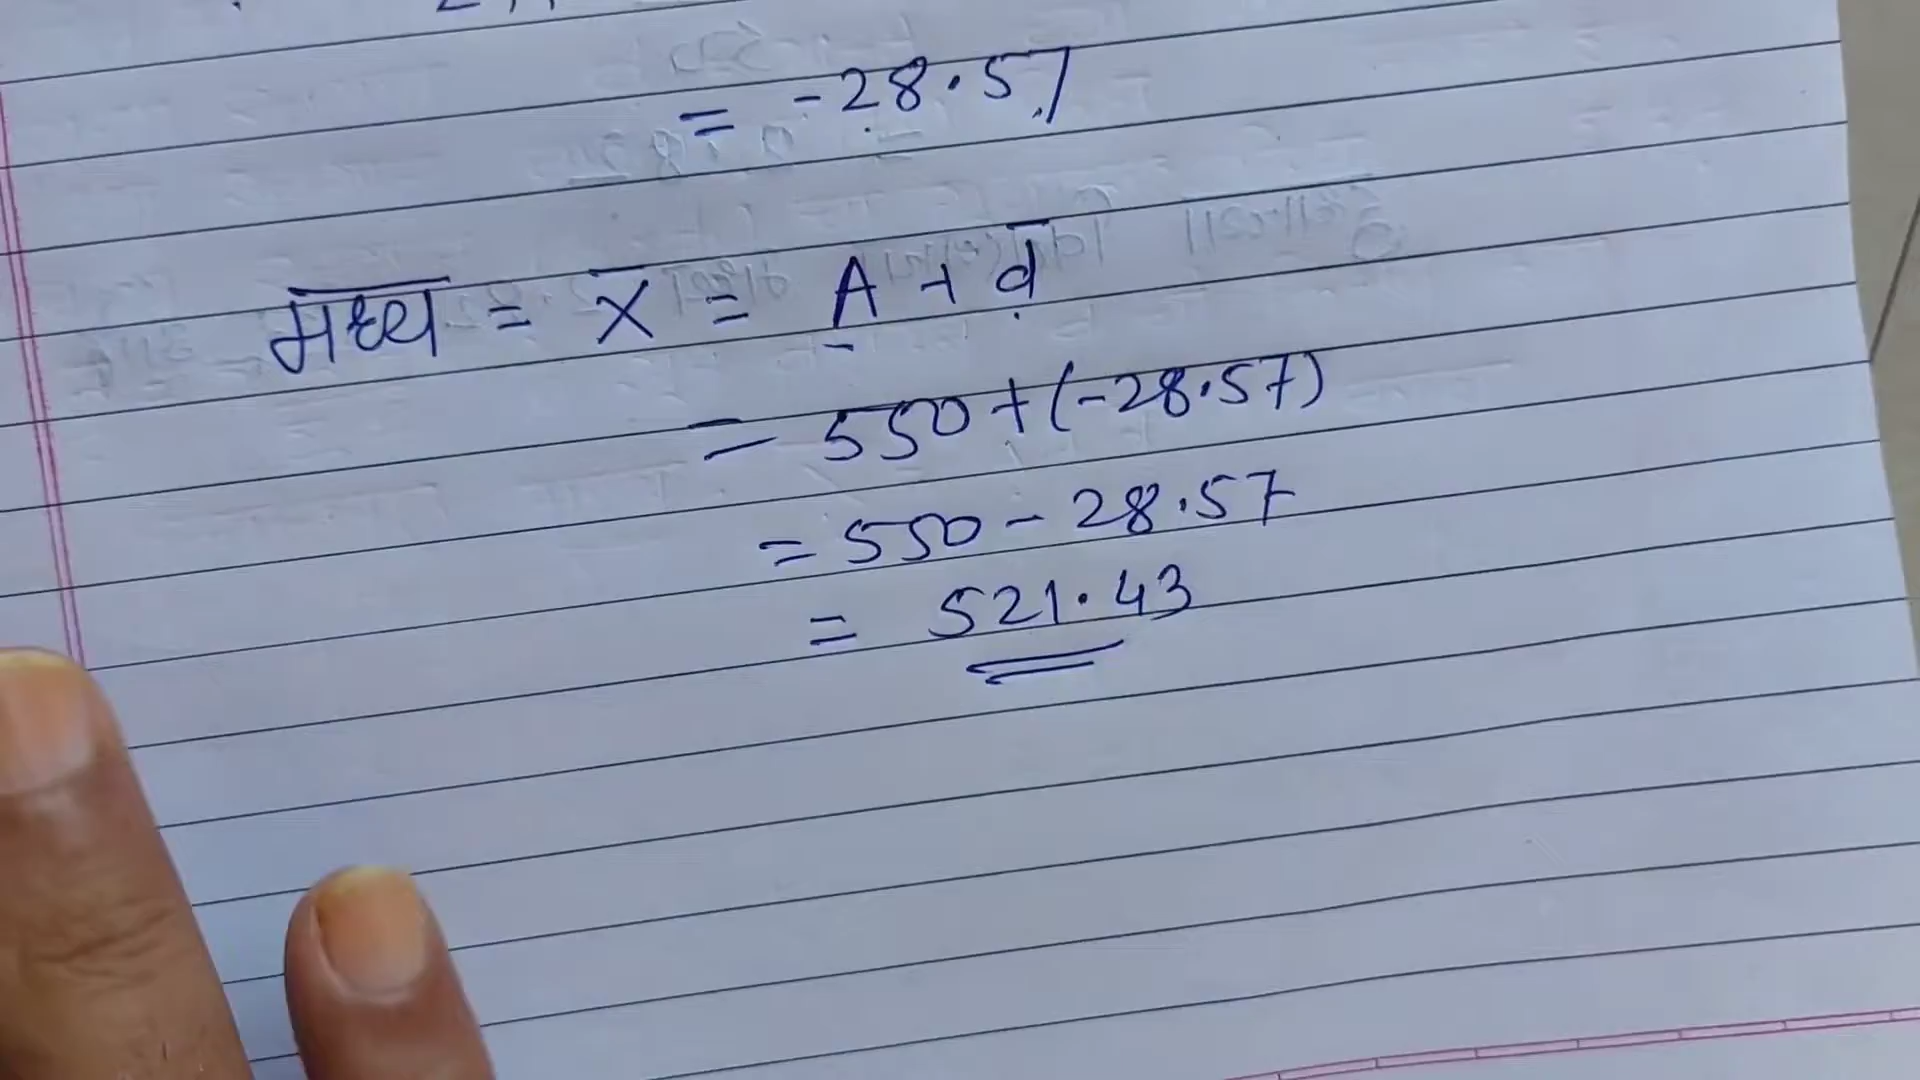 = -28.57
मध्य = X̄ = A + d̄
= 550 + (-28.57)
= 550 - 28.57
= 521.43